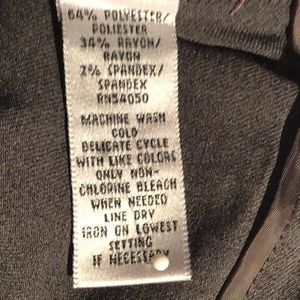 64% POLYESTER/
POLIESTER
34% RAYON/
RAYON
2% SPANDEX/
SPANDEX
RN54050
MACHINE WASH
COLD
DELICATE CYCLE
WITH LIKE COLORS
ONLY NON-
CHLORINE BLEACH
WHEN NEEDED
LINE DRY
IRON ON LOWEST
SETTING
IF NECESSARY